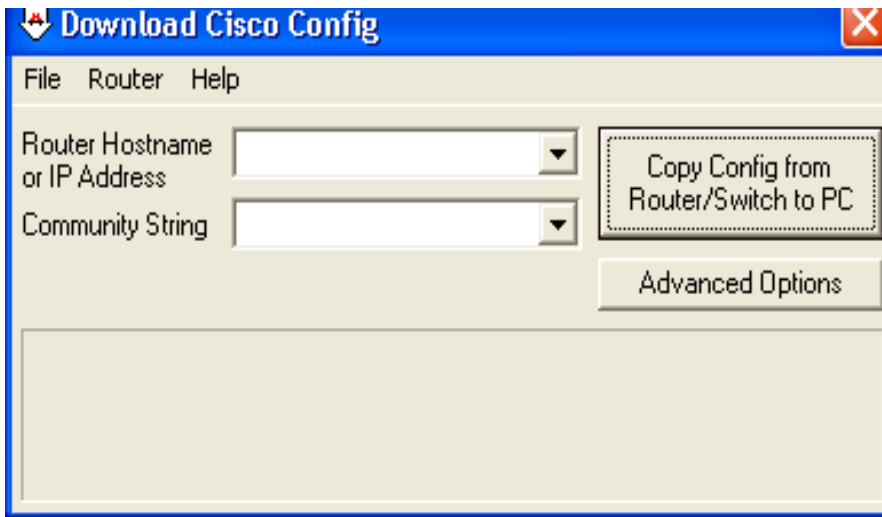 Download Cisco Config
File Router Help
Router Hostname
or IP Address
Community String
Copy Config from
Router/Switch to PC
Advanced Options